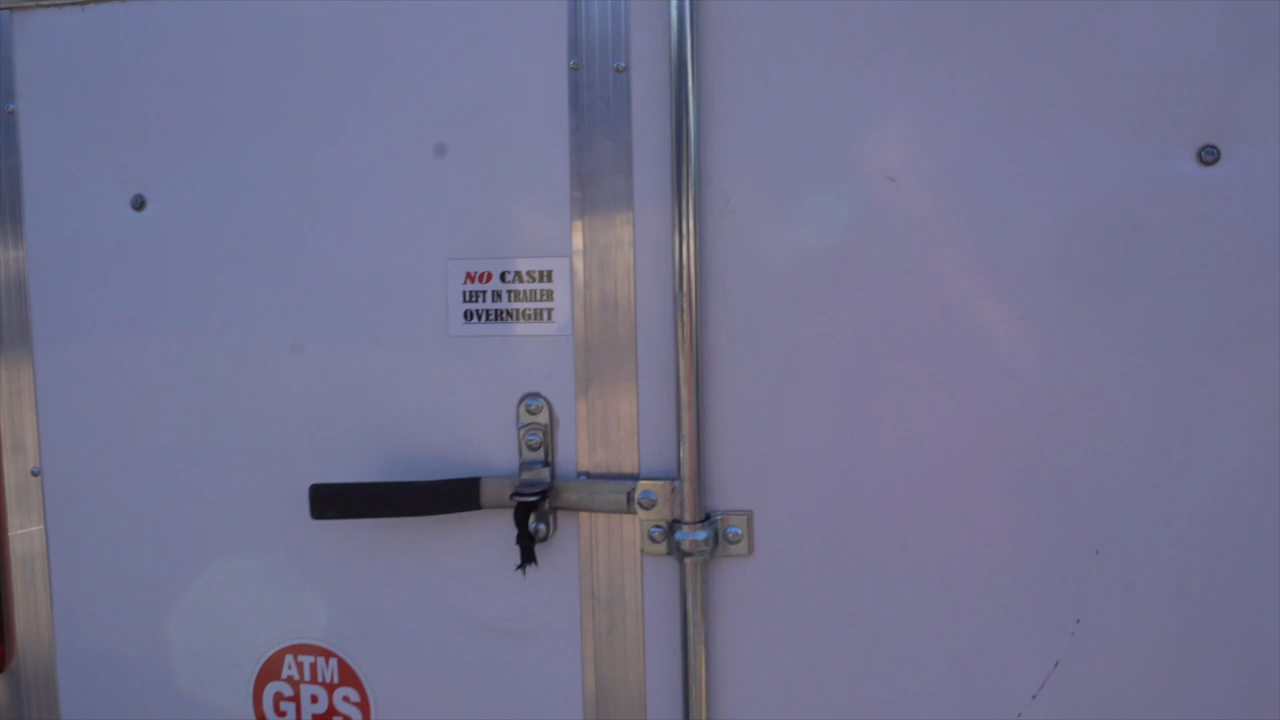 NO CASH
LEFT IN TRAILER
OVERNIGHT
ATM
GPS